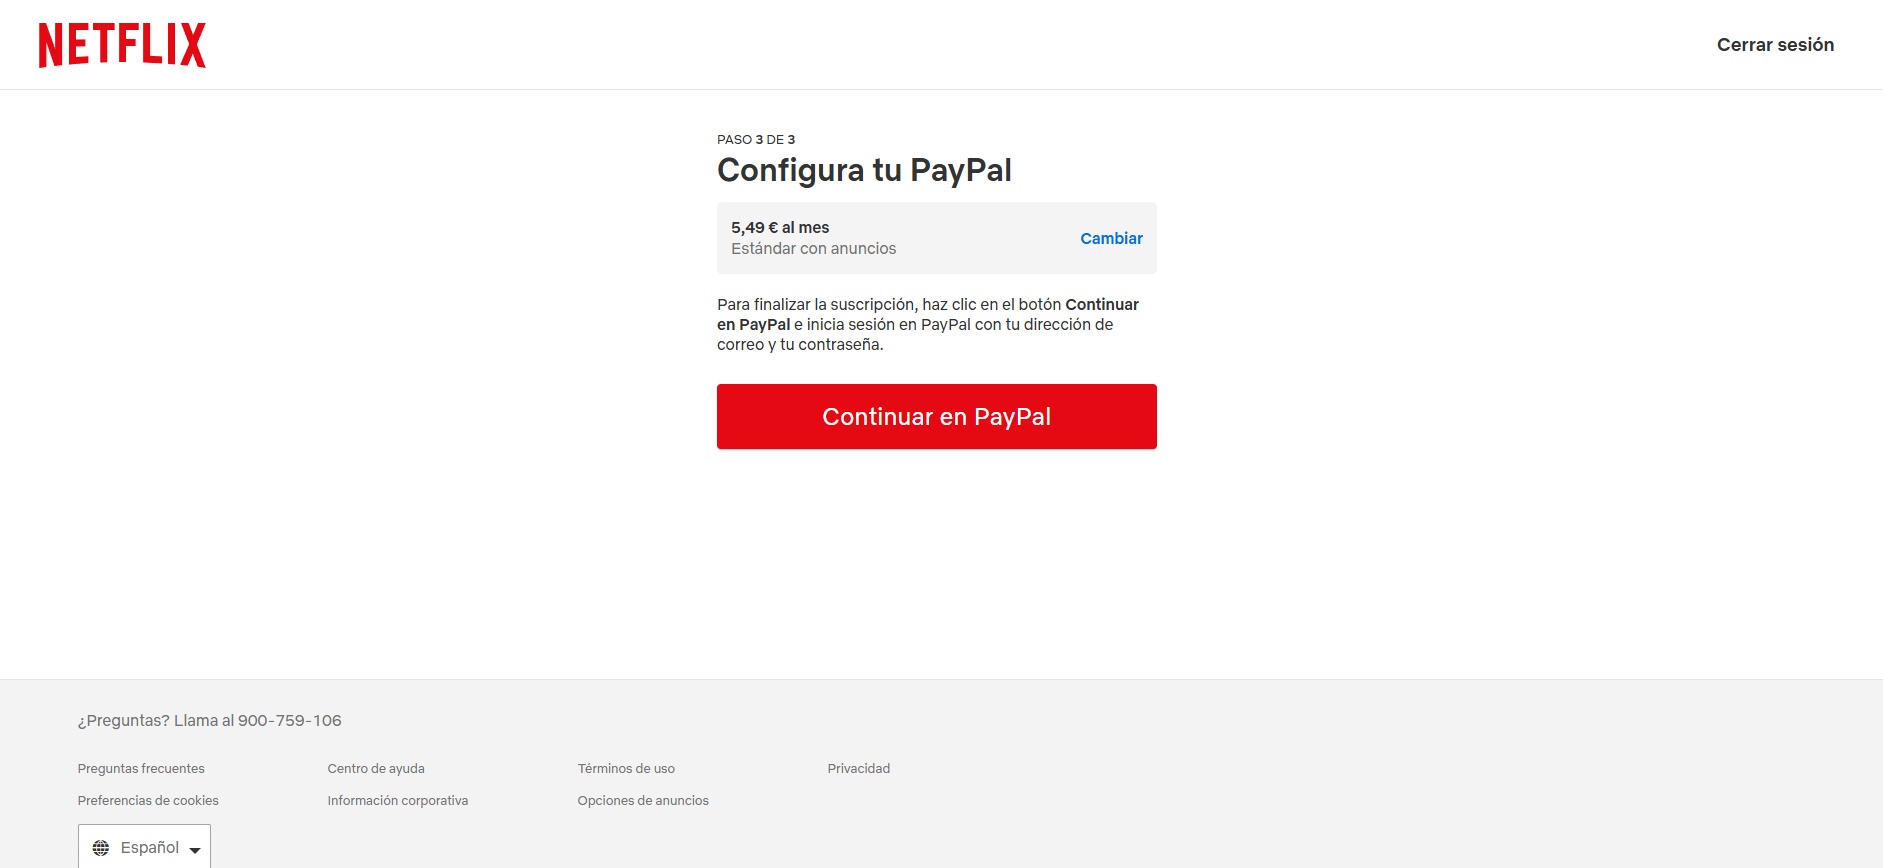 NETFLIX
Cerrar sesión
PASO 3 DE 3
Configura tu PayPal
5,49 € al mes
Estándar con anuncios
Cambiar
Para finalizar la suscripción, haz clic en el botón Continuar
en PayPal e inicia sesión en PayPal con tu dirección de
correo y tu contraseña.
Continuar en PayPal
¿Preguntas? Llama al 900-759-106
Preguntas frecuentes
Centro de ayuda
Términos de uso
Privacidad
Preferencias de cookies
Información corporativa
Opciones de anuncios
Español